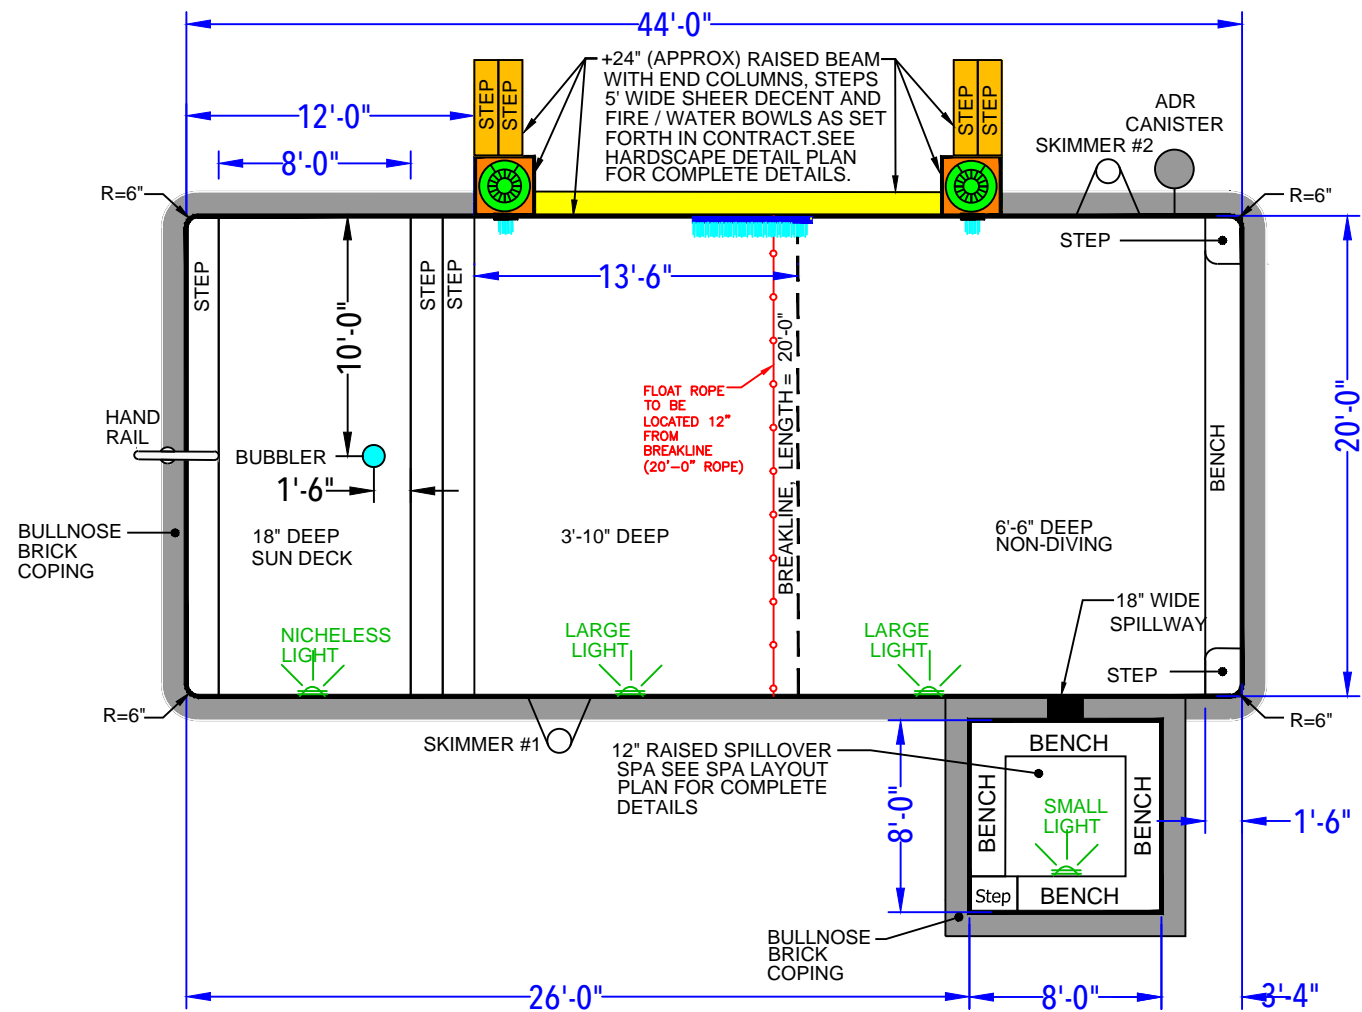 44'-0"
+24" (APPROX) RAISED BEAM
WITH END COLUMNS, STEPS
5' WIDE SHEER DECENT AND
FIRE / WATER BOWLS AS SET
FORTH IN CONTRACT.SEE
HARDSCAPE DETAIL PLAN
FOR COMPLETE DETAILS.
STEP
STEP
STEP
STEP
12'-0"
8'-0"
ADR
CANISTER
SKIMMER #2
R=6"
R=6"
STEP
STEP
STEP
STEP
13'-6"
10'-0"
BREAKLINE, LENGTH = 20'-0"
FLOAT ROPE
TO BE
LOCATED 12"
FROM
BREAKLINE
(20'-0" ROPE)
20'-0"
HAND
RAIL
BUBBLER
1'-6"
BENCH
BULLNOSE
BRICK
COPING
18" DEEP
SUN DECK
3'-10" DEEP
6'-6" DEEP
NON-DIVING
18" WIDE
SPILLWAY
NICHELESS
LIGHT
LARGE
LIGHT
LARGE
LIGHT
STEP
R=6"
R=6"
SKIMMER #1
12" RAISED SPILLOVER
SPA SEE SPA LAYOUT
PLAN FOR COMPLETE
DETAILS
BENCH
BENCH
BENCH
SMALL
LIGHT
8'-0"
1'-6"
Step
BENCH
BULLNOSE
BRICK
COPING
26'-0"
8'-0"
3'-4"